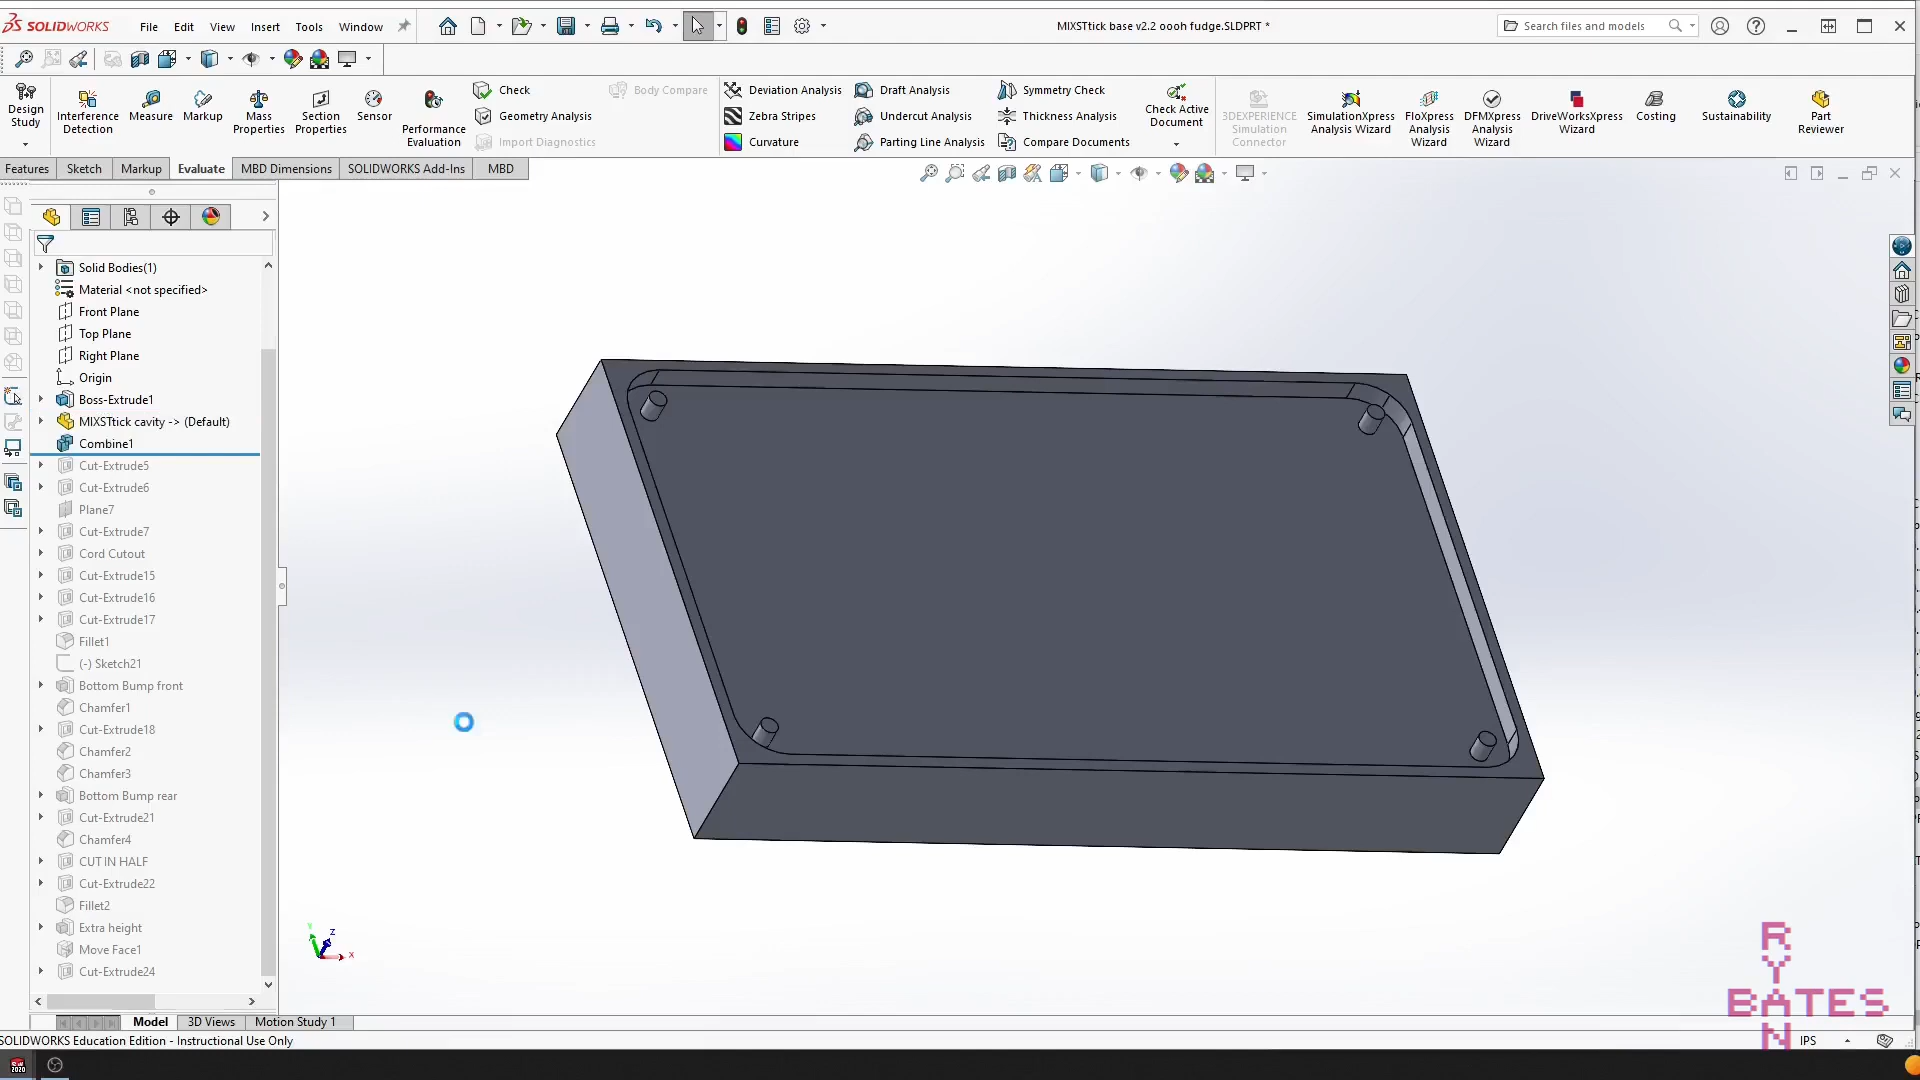 SOLIDWORKS File Edit View Insert Tools Window MIXSTtick base v2.2 oooh fudge.SLDPRT * Search files and models
Design Study
Interference Detection
Measure
Markup
Mass Properties
Section Properties
Sensor
Performance Evaluation
Check
Geometry Analysis
Import Diagnostics
Body Compare
Deviation Analysis
Zebra Stripes
Curvature
Draft Analysis
Undercut Analysis
Parting Line Analysis
Symmetry Check
Thickness Analysis
Compare Documents
Check Active Document
3DEXPERIENCE Simulation Connector
SimulationXpress Analysis Wizard
FloXpress Analysis Wizard
DFMXpress Analysis Wizard
DriveWorksXpress Wizard
Costing
Sustainability
Part Reviewer
Features Sketch Markup Evaluate MBD Dimensions SOLIDWORKS Add-Ins MBD
Solid Bodies(1)
Material <not specified>
Front Plane
Top Plane
Right Plane
Origin
Boss-Extrude1
MIXSTtick cavity -> (Default)
Combine1
Cut-Extrude5
Cut-Extrude6
Plane7
Cut-Extrude7
Cord Cutout
Cut-Extrude15
Cut-Extrude16
Cut-Extrude17
Fillet1
(-) Sketch21
Bottom Bump front
Chamfer1
Cut-Extrude18
Chamfer2
Chamfer3
Bottom Bump rear
Cut-Extrude21
Chamfer4
CUT IN HALF
Cut-Extrude22
Fillet2
Extra height
Move Face1
Cut-Extrude24
Y Z X
Model 3D Views Motion Study 1
SOLIDWORKS Education Edition - Instructional Use Only
IPS
RYAN
BATES